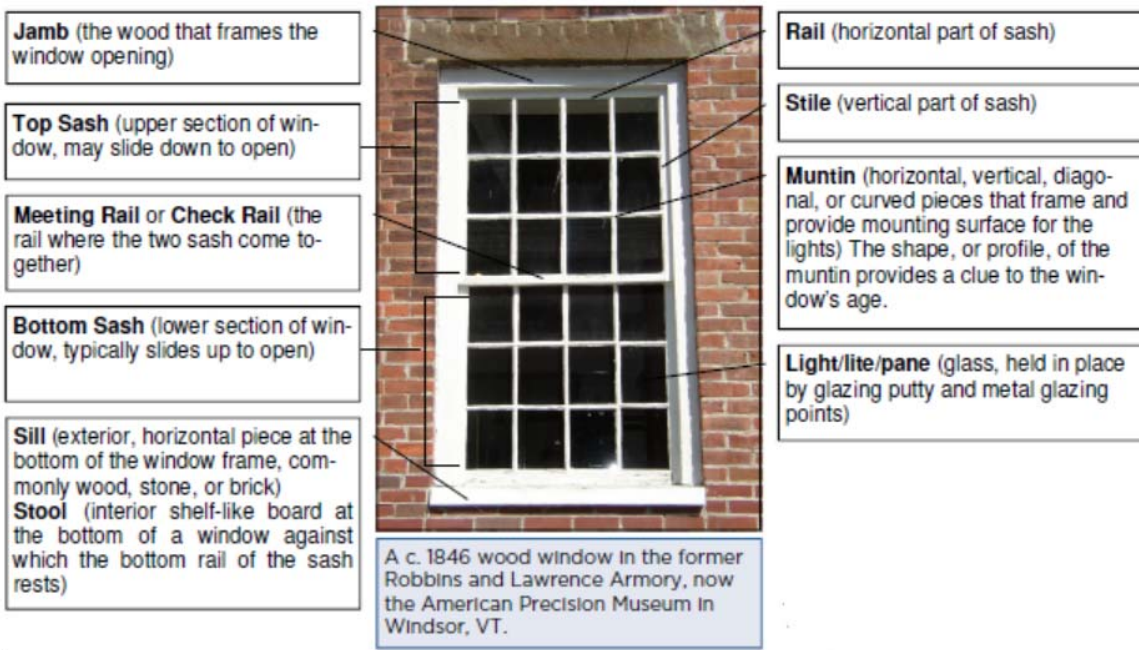 Jamb (the wood that frames the
window opening)
Top Sash (upper section of win-
dow, may slide down to open)
Meeting Rail or Check Rail (the
rail where the two sash come to-
gether)
Bottom Sash (lower section of win-
dow, typically slides up to open)
Sill (exterior, horizontal piece at the
bottom of the window frame, com-
monly wood, stone, or brick)
Stool (interior shelf-like board at
the bottom of a window against
which the bottom rail of the sash
rests)
Rail (horizontal part of sash)
Stile (vertical part of sash)
Muntin (horizontal, vertical, diago-
nal, or curved pieces that frame and
provide mounting surface for the
lights) The shape, or profile, of the
muntin provides a clue to the win-
dow's age.
Light/lite/pane (glass, held in place
by glazing putty and metal glazing
points)
A c. 1846 wood window in the former
Robbins and Lawrence Armory, now
the American Precision Museum in
Windsor, VT.